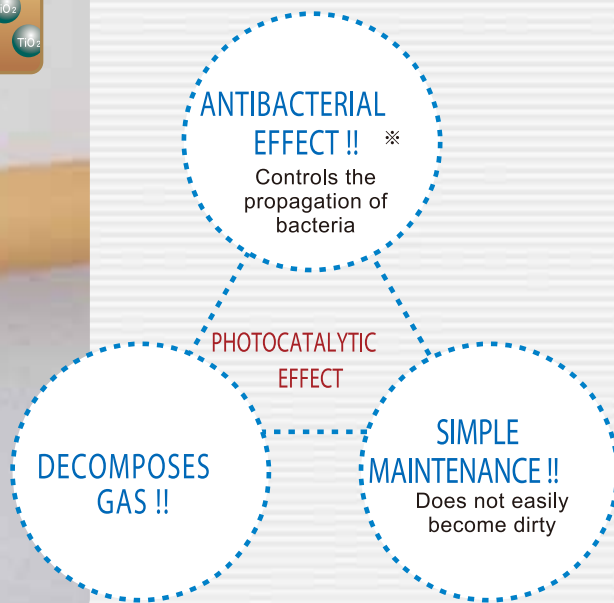 TiO2
ANTIBACTERIAL
EFFECT !! ※
Controls the
propagation of
bacteria
PHOTOCATALYTIC
EFFECT
DECOMPOSES
GAS !!
SIMPLE
MAINTENANCE !!
Does not easily
become dirty